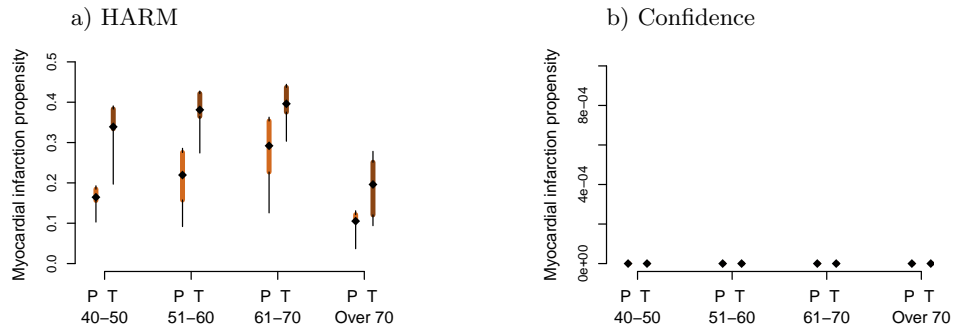 a) HARM
Myocardial infarction propensity
0.5
0.4
0.3
0.2
0.1
0.0
P T P T P T P T
40−50 51−60 61−70 Over 70
b) Confidence
Myocardial infarction propensity
8e−04
4e−04
0e+00
P T P T P T P T
40−50 51−60 61−70 Over 70